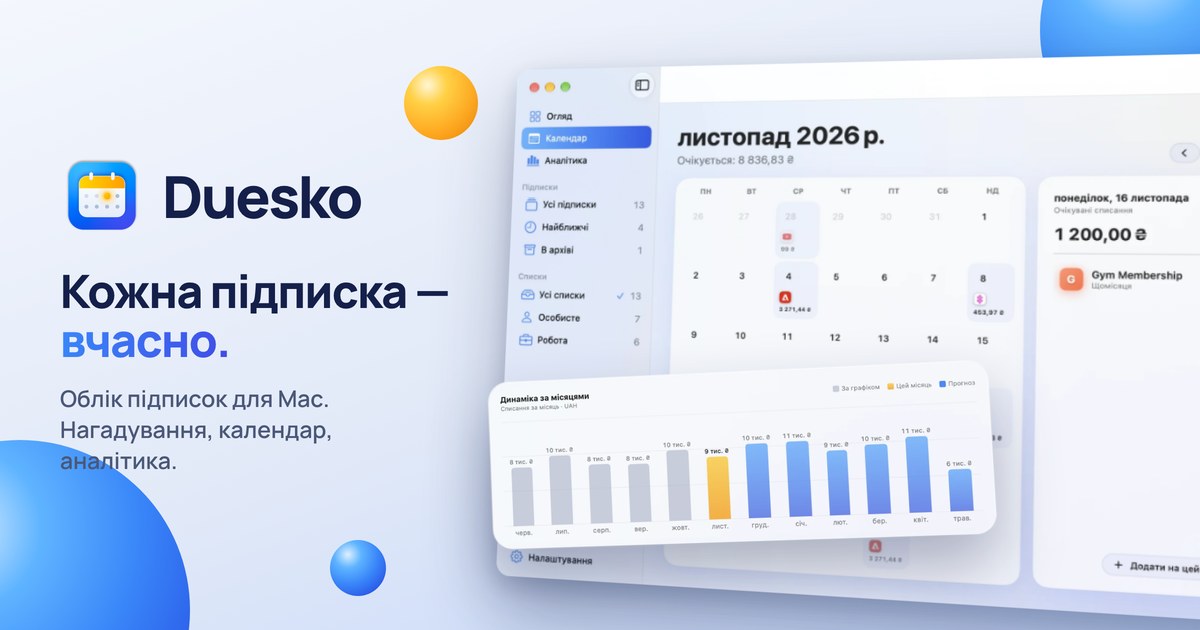 Duesko
Кожна підписка —
вчасно.
Облік підписок для Mac.
Нагадування, календар,
аналітика.
Огляд
Календар
Аналітика
Підписки
Усі підписки 13
Найближчі 4
В архіві 1
Списки
Усі списки 13
Особисте 7
Робота 6
Налаштування
листопад 2026 р.
Очікується: 8 836,83 ₴
ПН ВТ СР ЧТ ПТ СБ НД
26 27 28 29 30 31 1
99 ₴
2 3 4 5 6 7 8
3 271,44 ₴ 453,97 ₴
9 10 11 12 13 14 15
3 271,44 ₴
понеділок, 16 листопада
Очікувані списання
1 200,00 ₴
G Gym Membership
Щомісяця
+ Додати на цей
Динаміка за місяцями
Списання за місяць · UAH
За графіком Цей місяць Прогноз
8 тис. ₴ 10 тис. ₴ 8 тис. ₴ 8 тис. ₴ 10 тис. ₴ 9 тис. ₴ 10 тис. ₴ 11 тис. ₴ 9 тис. ₴ 10 тис. ₴ 11 тис. ₴ 6 тис. ₴
черв. лип. серп. вер. жовт. лист. груд. січ. лют. бер. квіт. трав.